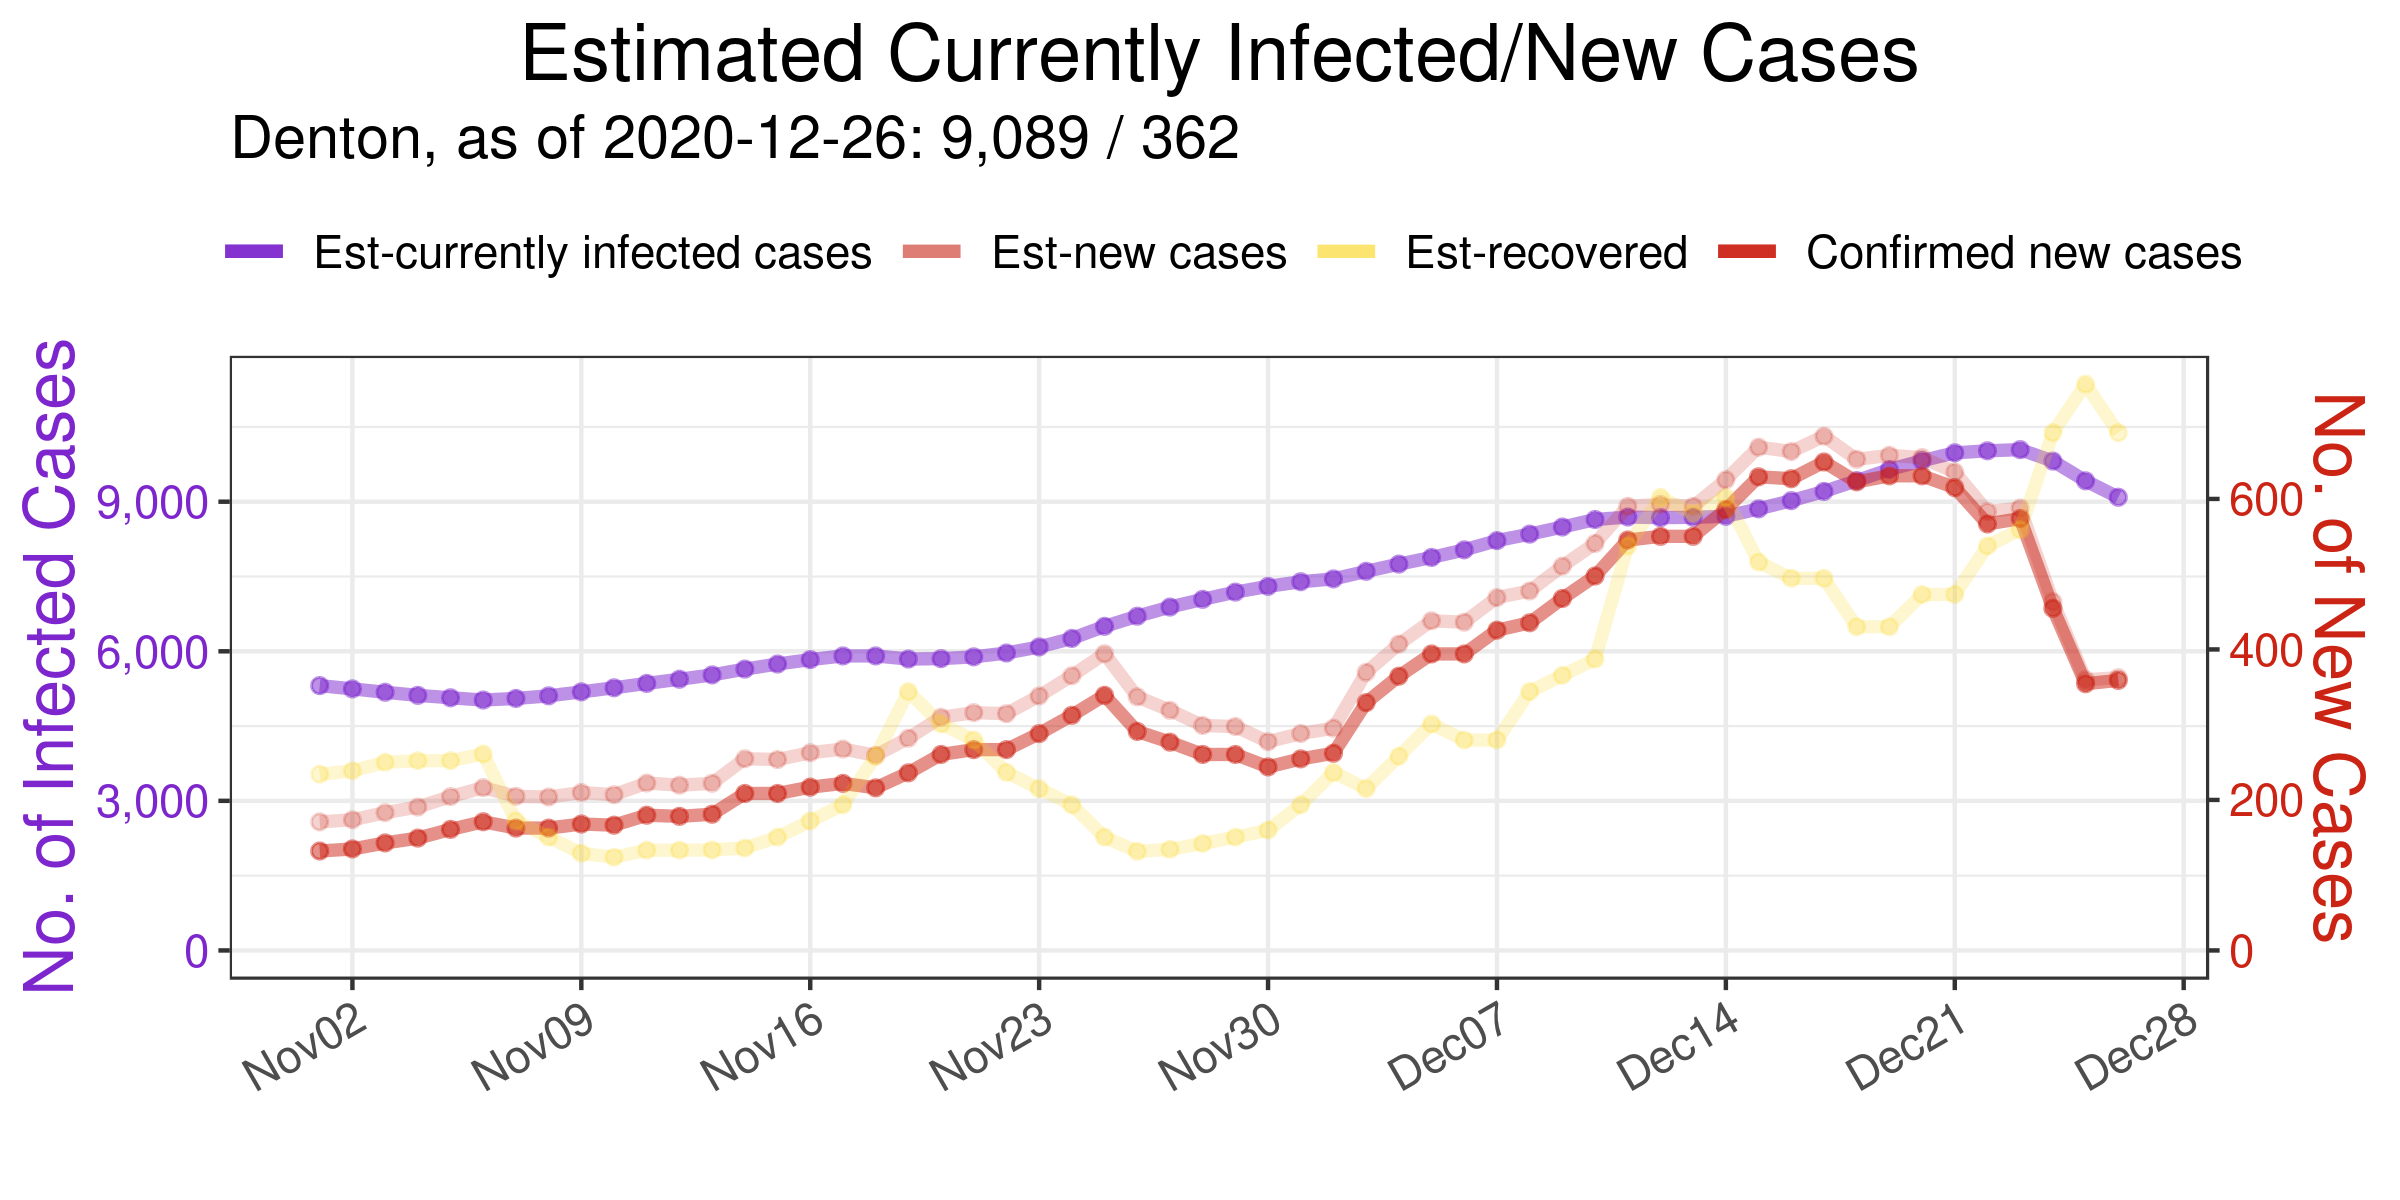 Estimated Currently Infected/New Cases
Denton, as of 2020-12-26: 9,089 / 362
Est-currently infected cases Est-new cases Est-recovered Confirmed new cases
No. of Infected Cases
9,000
6,000
3,000
0
600
400
200
0
No. of New Cases
Nov02 Nov09 Nov16 Nov23 Nov30 Dec07 Dec14 Dec21 Dec28